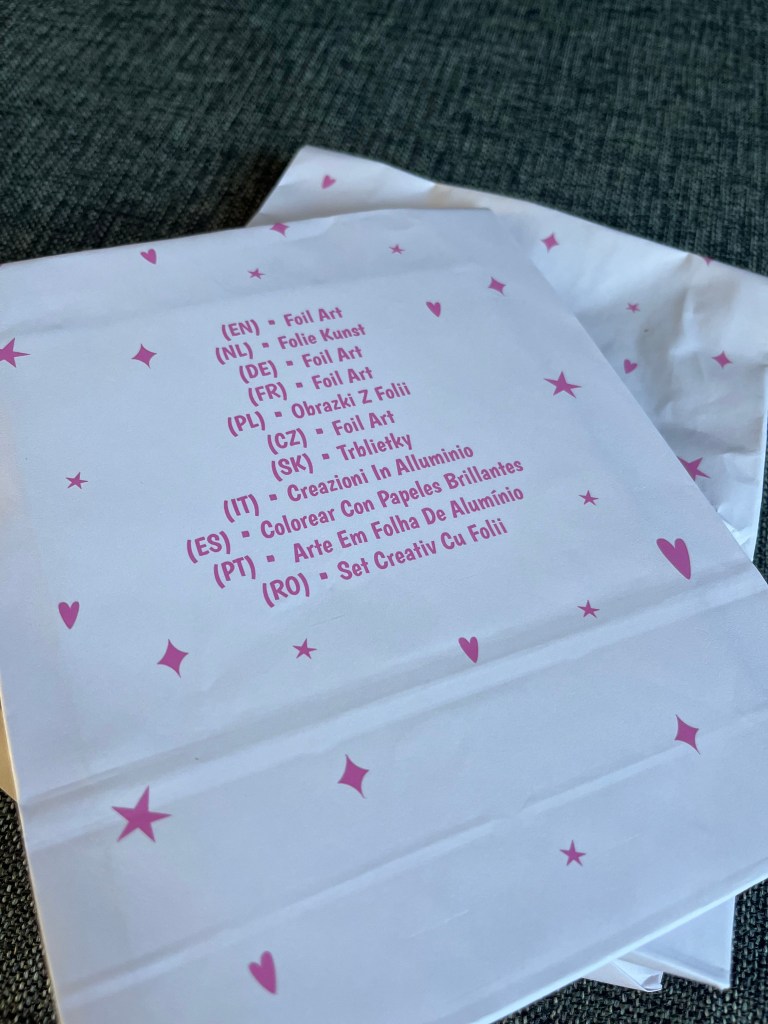 (EN) ▪ Foil Art
(NL) ▪ Folie Kunst
(DE) ▪ Foil Art
(FR) ▪ Foil Art
(PL) ▪ Obrazki Z Folii
(CZ) ▪ Foil Art
(SK) ▪ Trblietky
(IT) ▪ Creazioni In Alluminio
(ES) ▪ Colorear Con Papeles Brillantes
(PT) ▪ Arte Em Folha De Alumínio
(RO) ▪ Set Creativ Cu Folii